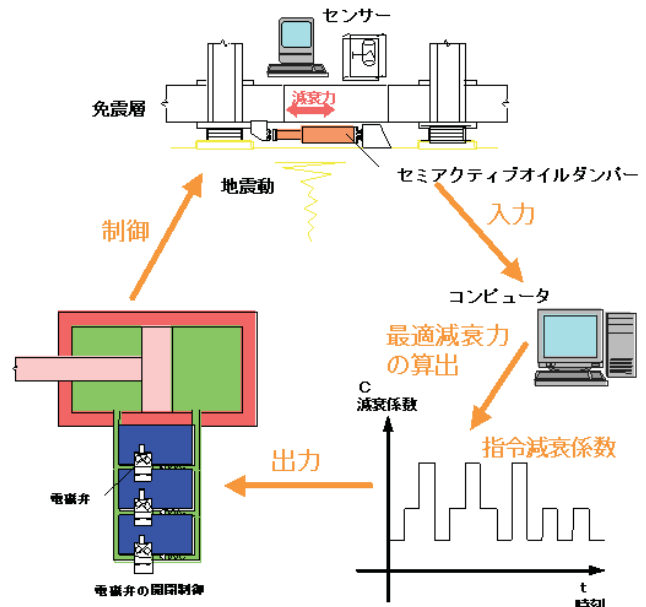 センサー
減衰力
免震層
セミアクティブオイルダンパー
地震動
制御
入力
コンピュータ
最適減衰力
の算出
C
減衰係数
指令減衰係数
出力
電磁弁
電磁弁の開閉制御
t
時刻